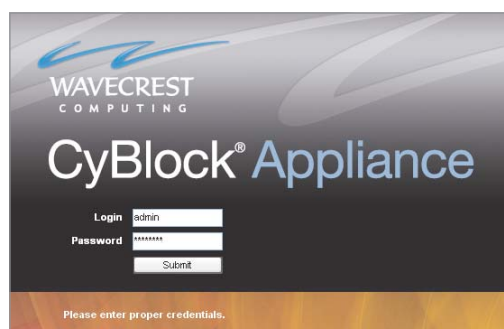 WAVECREST
COMPUTING
CyBlock® Appliance
Login admin
Password ********
Submit
Please enter proper credentials.